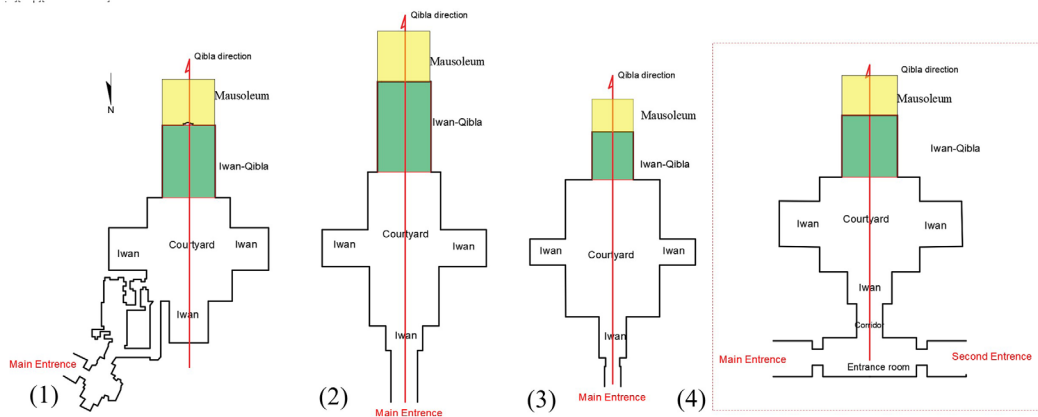 Qibla direction
Mausoleum
N
Iwan-Qibla
Iwan
Courtyard
Iwan
Iwan
Main Entrence
(1)
Qibla direction
Mausoleum
Iwan-Qibla
Iwan
Courtyard
Iwan
Iwan
(2)
Main Entrence
Qibla direction
Mausoleum
Iwan-Qibla
Iwan
Courtyard
Iwan
Iwan
(3)
Main Entrence
Qibla direction
Mausoleum
Iwan-Qibla
Iwan
Courtyard
Iwan
Iwan
Corridor
Main Entrence
Second Entrence
Entrance room
(4)